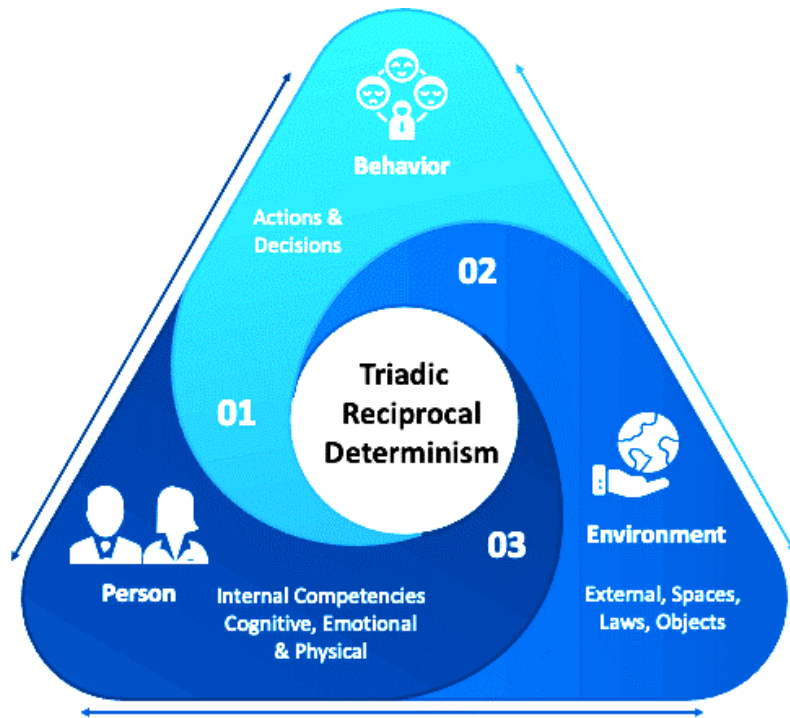 Behavior
Actions &
Decisions
02
Triadic
Reciprocal
Determinism
01
03
Environment
External, Spaces,
Laws, Objects
Person
Internal Competencies
Cognitive, Emotional
& Physical